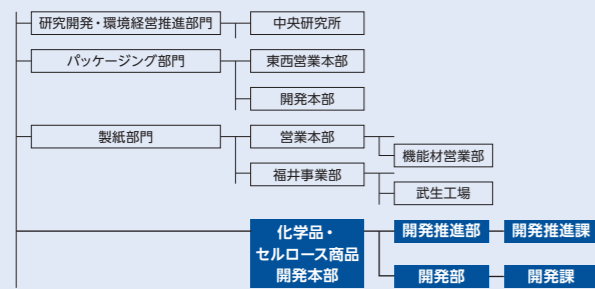 研究開発・環境経営推進部門
中央研究所
パッケージング部門
東西営業本部
開発本部
製紙部門
営業本部
機能材営業部
福井事業部
武生工場
化学品・
セルロース商品
開発本部
開発推進部
開発推進課
開発部
開発課